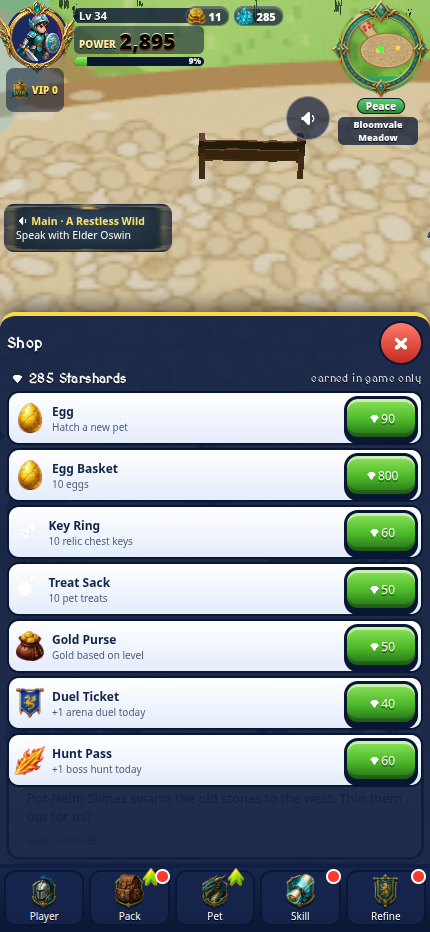 Lv 34
11
285
POWER 2,895
9%
VIP 0
Peace
Bloomvale
Meadow
Main · A Restless Wild
Speak with Elder Oswin
Shop
285 Starshards
earned in game only
Egg
Hatch a new pet
90
Egg Basket
10 eggs
800
Key Ring
10 relic chest keys
60
Treat Sack
10 pet treats
50
Gold Purse
Gold based on level
50
Duel Ticket
+1 arena duel today
40
Hunt Pass
+1 boss hunt today
60
Pot-Helm Slimes swarm the old stones to the west. Thin them
out for us?
Player
Pack
Pet
Skill
Refine